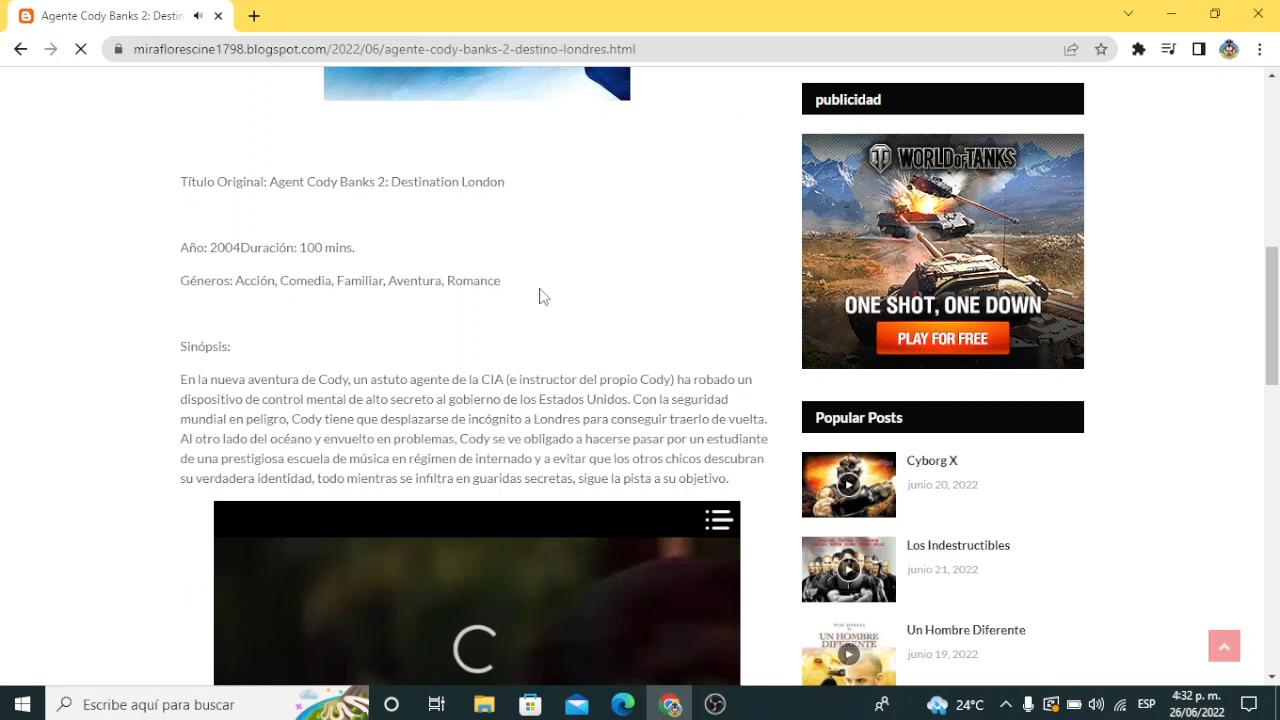 Agente Cody Banks 2: Destin
miraflorescine1798.blogspot.com/2022/06/agente-cody-banks-2-destino-londres.html
Título Original: Agent Cody Banks 2: Destination London
Año: 2004Duración: 100 mins.
Géneros: Acción, Comedia, Familiar, Aventura, Romance
Sinópsis:
En la nueva aventura de Cody, un astuto agente de la CIA (e instructor del propio Cody) ha robado un
dispositivo de control mental de alto secreto al gobierno de los Estados Unidos. Con la seguridad
mundial en peligro, Cody tiene que desplazarse de incógnito a Londres para conseguir traerlo de vuelta.
Al otro lado del océano y envuelto en problemas, Cody se ve obligado a hacerse pasar por un estudiante
de una prestigiosa escuela de música en régimen de internado y a evitar que los otros chicos descubran
su verdadera identidad, todo mientras se infiltra en guaridas secretas, sigue la pista a su objetivo.
publicidad
WORLD OF TANKS
ONE SHOT, ONE DOWN
PLAY FOR FREE
Popular Posts
Cyborg X
junio 20, 2022
Los Indestructibles
junio 21, 2022
UN HOMBRE
DIFERENTE
Un Hombre Diferente
junio 19, 2022
Escribe aquí para buscar
24°C
ESP
4:32 p. m.
26/06/2022